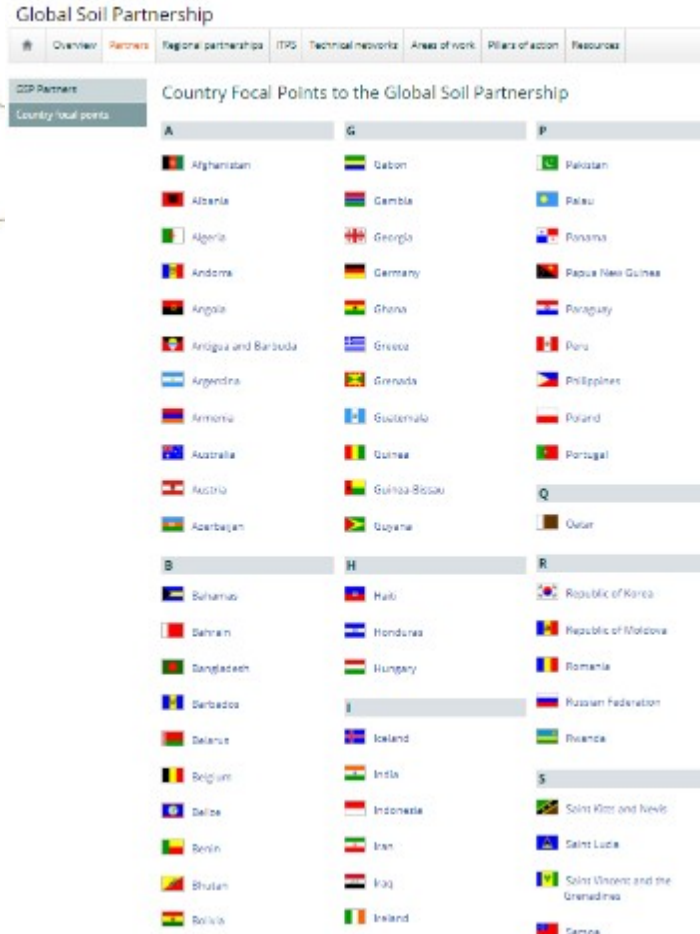 Global Soil Partnership
Overview Partners Regional partnerships ITPS Technical networks Areas of work Pillars of action Resources
GSP Partners
Country focal points
Country Focal Points to the Global Soil Partnership
A
Afghanistan
Albania
Algeria
Andorra
Angola
Antigua and Barbuda
Argentina
Armenia
Australia
Austria
Azerbaijan
B
Bahamas
Bahrain
Bangladesh
Barbados
Belarus
Belgium
Belize
Benin
Bhutan
Bolivia
G
Gabon
Gambia
Georgia
Germany
Ghana
Greece
Grenada
Guatemala
Guinea
Guinea-Bissau
Guyana
H
Haiti
Honduras
Hungary
I
Iceland
India
Indonesia
Iran
Iraq
Ireland
P
Pakistan
Palau
Panama
Papua New Guinea
Paraguay
Peru
Philippines
Poland
Portugal
Q
Qatar
R
Republic of Korea
Republic of Moldova
Romania
Russian Federation
Rwanda
S
Saint Kitts and Nevis
Saint Lucia
Saint Vincent and the
Grenadines
Samoa